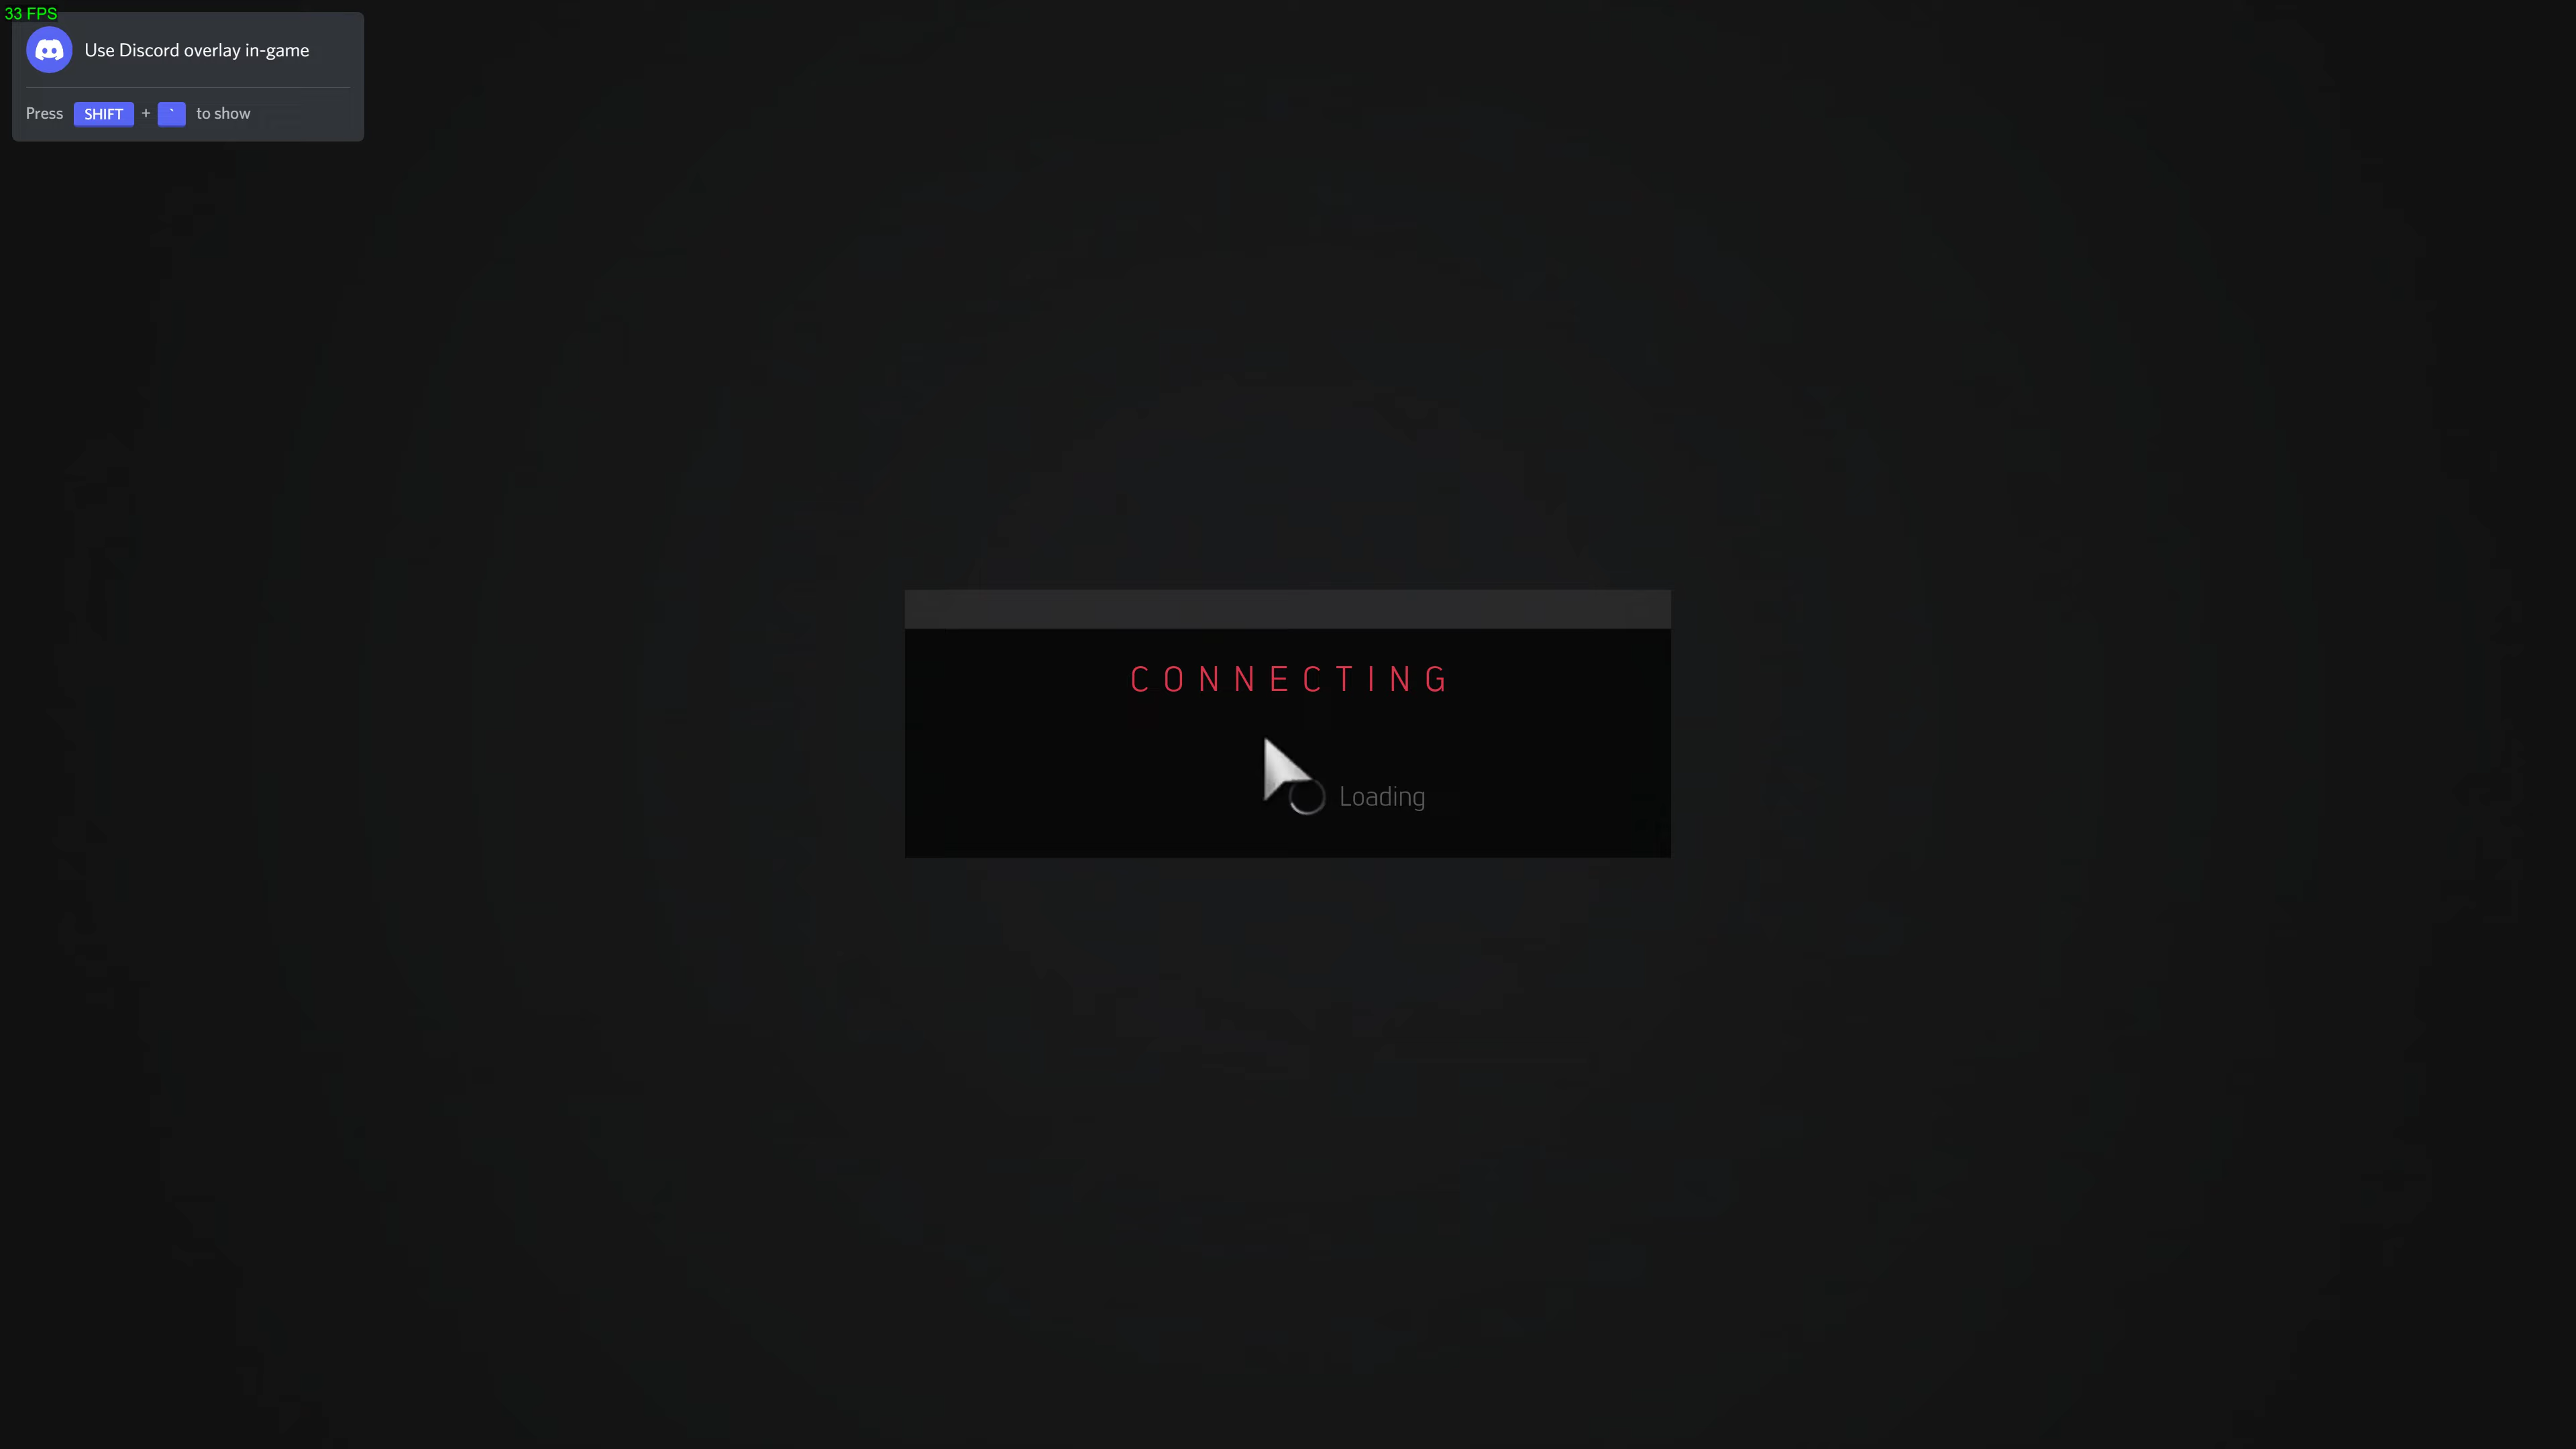 33 FPS
Use Discord overlay in-game
Press SHIFT + ` to show
CONNECTING
Loading